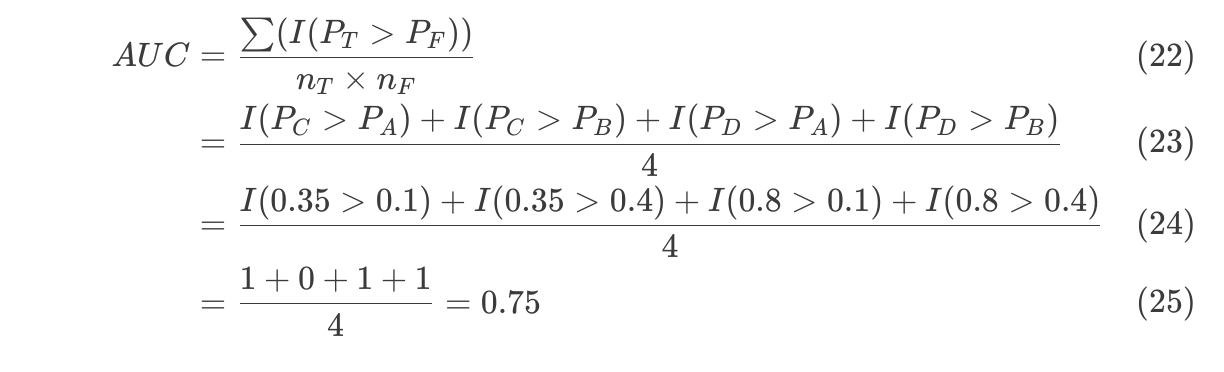 AUC = ∑(I(P_T > P_F)) / n_T × n_F (22)
= I(P_C > P_A) + I(P_C > P_B) + I(P_D > P_A) + I(P_D > P_B) / 4 (23)
= I(0.35 > 0.1) + I(0.35 > 0.4) + I(0.8 > 0.1) + I(0.8 > 0.4) / 4 (24)
= 1 + 0 + 1 + 1 / 4 = 0.75 (25)